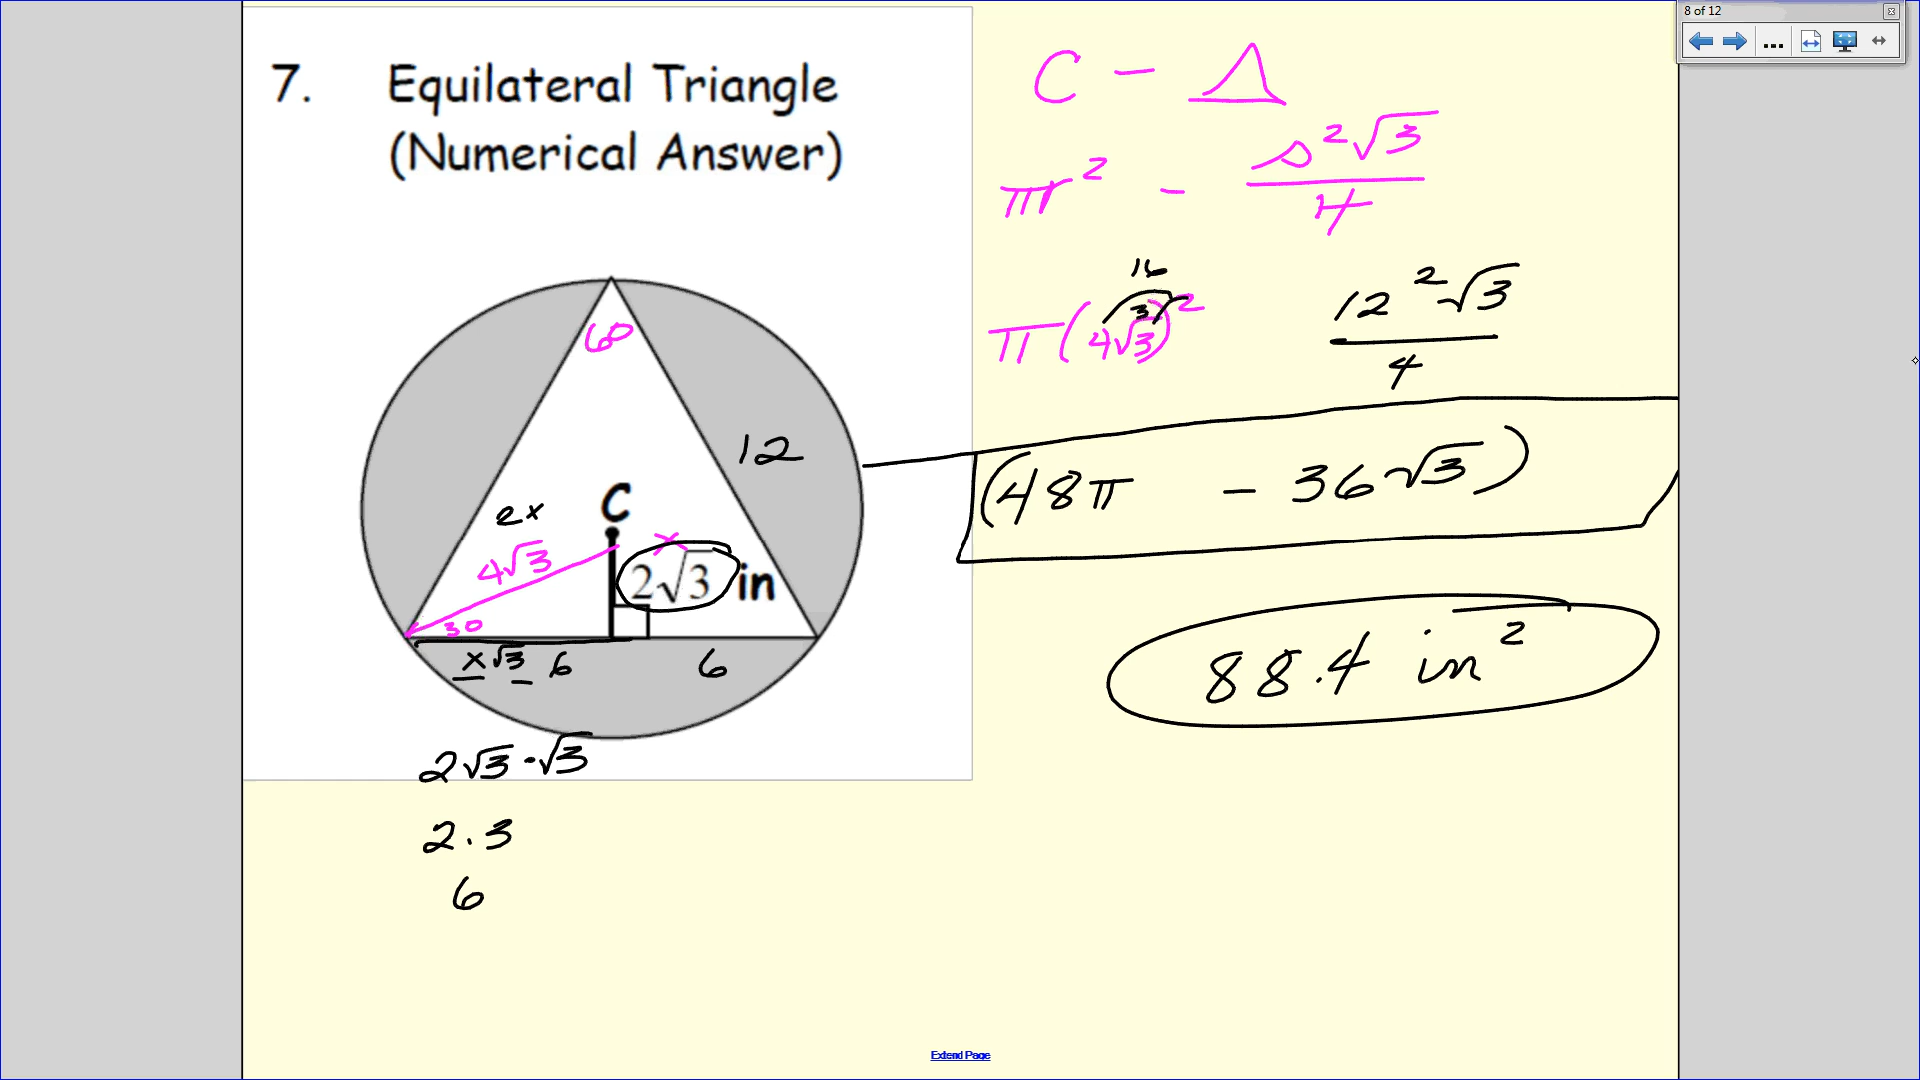 8 of 12
7. Equilateral Triangle
(Numerical Answer)
C - Δ
πr² - s²√3/4
60
16
3
π(4√3)²
12²√3/4
12
(48π - 36√3)
2x
C
x
4√3
2√3 in
30
x√3 6
6
88.4 in²
2√3·√3
2·3
6
Extend Page